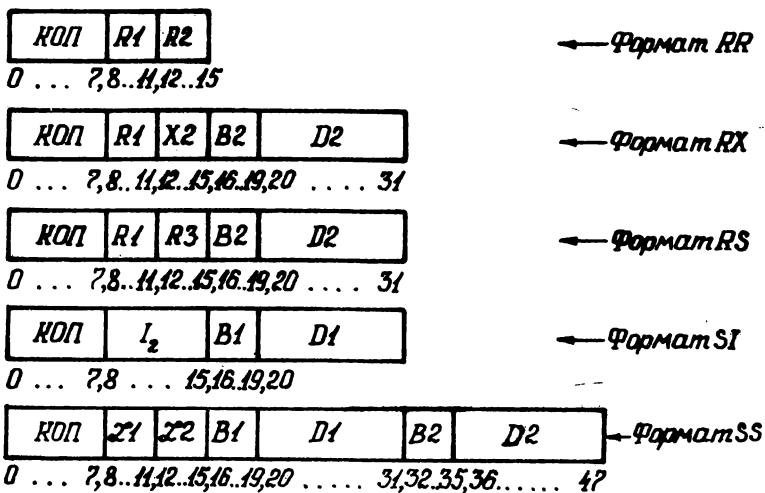 КОП R1 R2 ←Формат RR
0 ... 7,8..11,12..15
КОП R1 X2 B2 D2 ←Формат RX
0 ... 7,8..11,12..15,16..19,20 .... 31
КОП R1 R3 B2 D2 ←Формат RS
0 ... 7,8..11,12..15,16..19,20 .... 31
КОП I₂ B1 D1 ←Формат SI
0 ... 7,8 ... 15,16..19,20
КОП L1 L2 B1 D1 B2 D2 ←Формат SS
0 ... 7,8..11,12..15,16..19,20 ..... 31,32..35,36...... 47